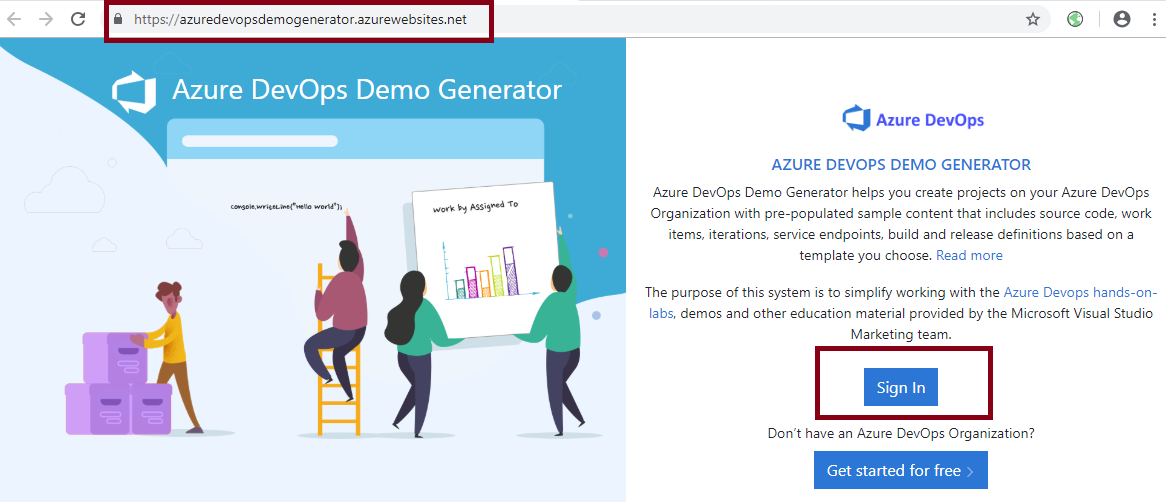 https://azuredevopsdemogenerator.azurewebsites.net
Azure DevOps Demo Generator
console.writeLine("Hello world");
Work by Assigned To
Azure DevOps
AZURE DEVOPS DEMO GENERATOR
Azure DevOps Demo Generator helps you create projects on your Azure DevOps
Organization with pre-populated sample content that includes source code, work
items, iterations, service endpoints, build and release definitions based on a
template you choose. Read more
The purpose of this system is to simplify working with the Azure Devops hands-on-
labs, demos and other education material provided by the Microsoft Visual Studio
Marketing team.
Sign In
Don't have an Azure DevOps Organization?
Get started for free >